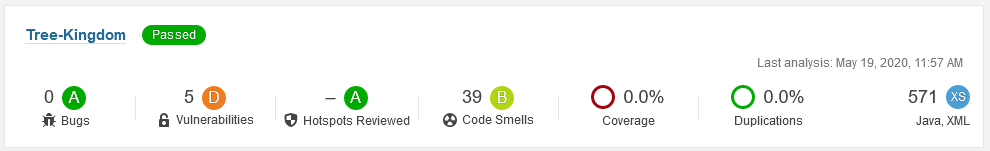 Tree-Kingdom Passed
Last analysis: May 19, 2020, 11:57 AM
0 A 5 D – A 39 B 0.0% 0.0% 571 XS
Bugs Vulnerabilities Hotspots Reviewed Code Smells Coverage Duplications Java, XML